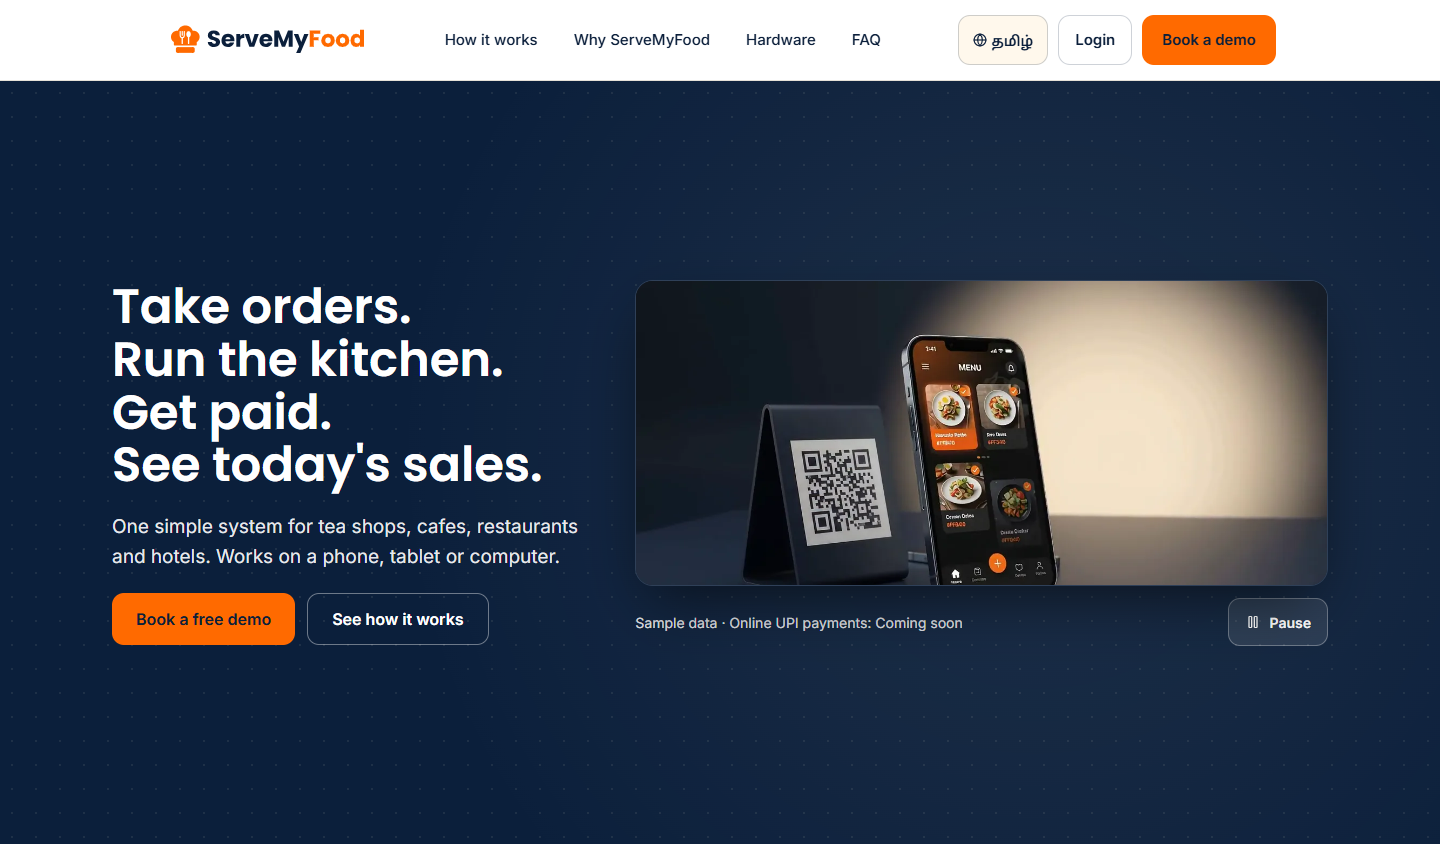 ServeMyFood
How it works
Why ServeMyFood
Hardware
FAQ
தமிழ்
Login
Book a demo
Take orders.
Run the kitchen.
Get paid.
See today's sales.
One simple system for tea shops, cafes, restaurants
and hotels. Works on a phone, tablet or computer.
Book a free demo
See how it works
1:41
MENU
Sample data · Online UPI payments: Coming soon
Pause